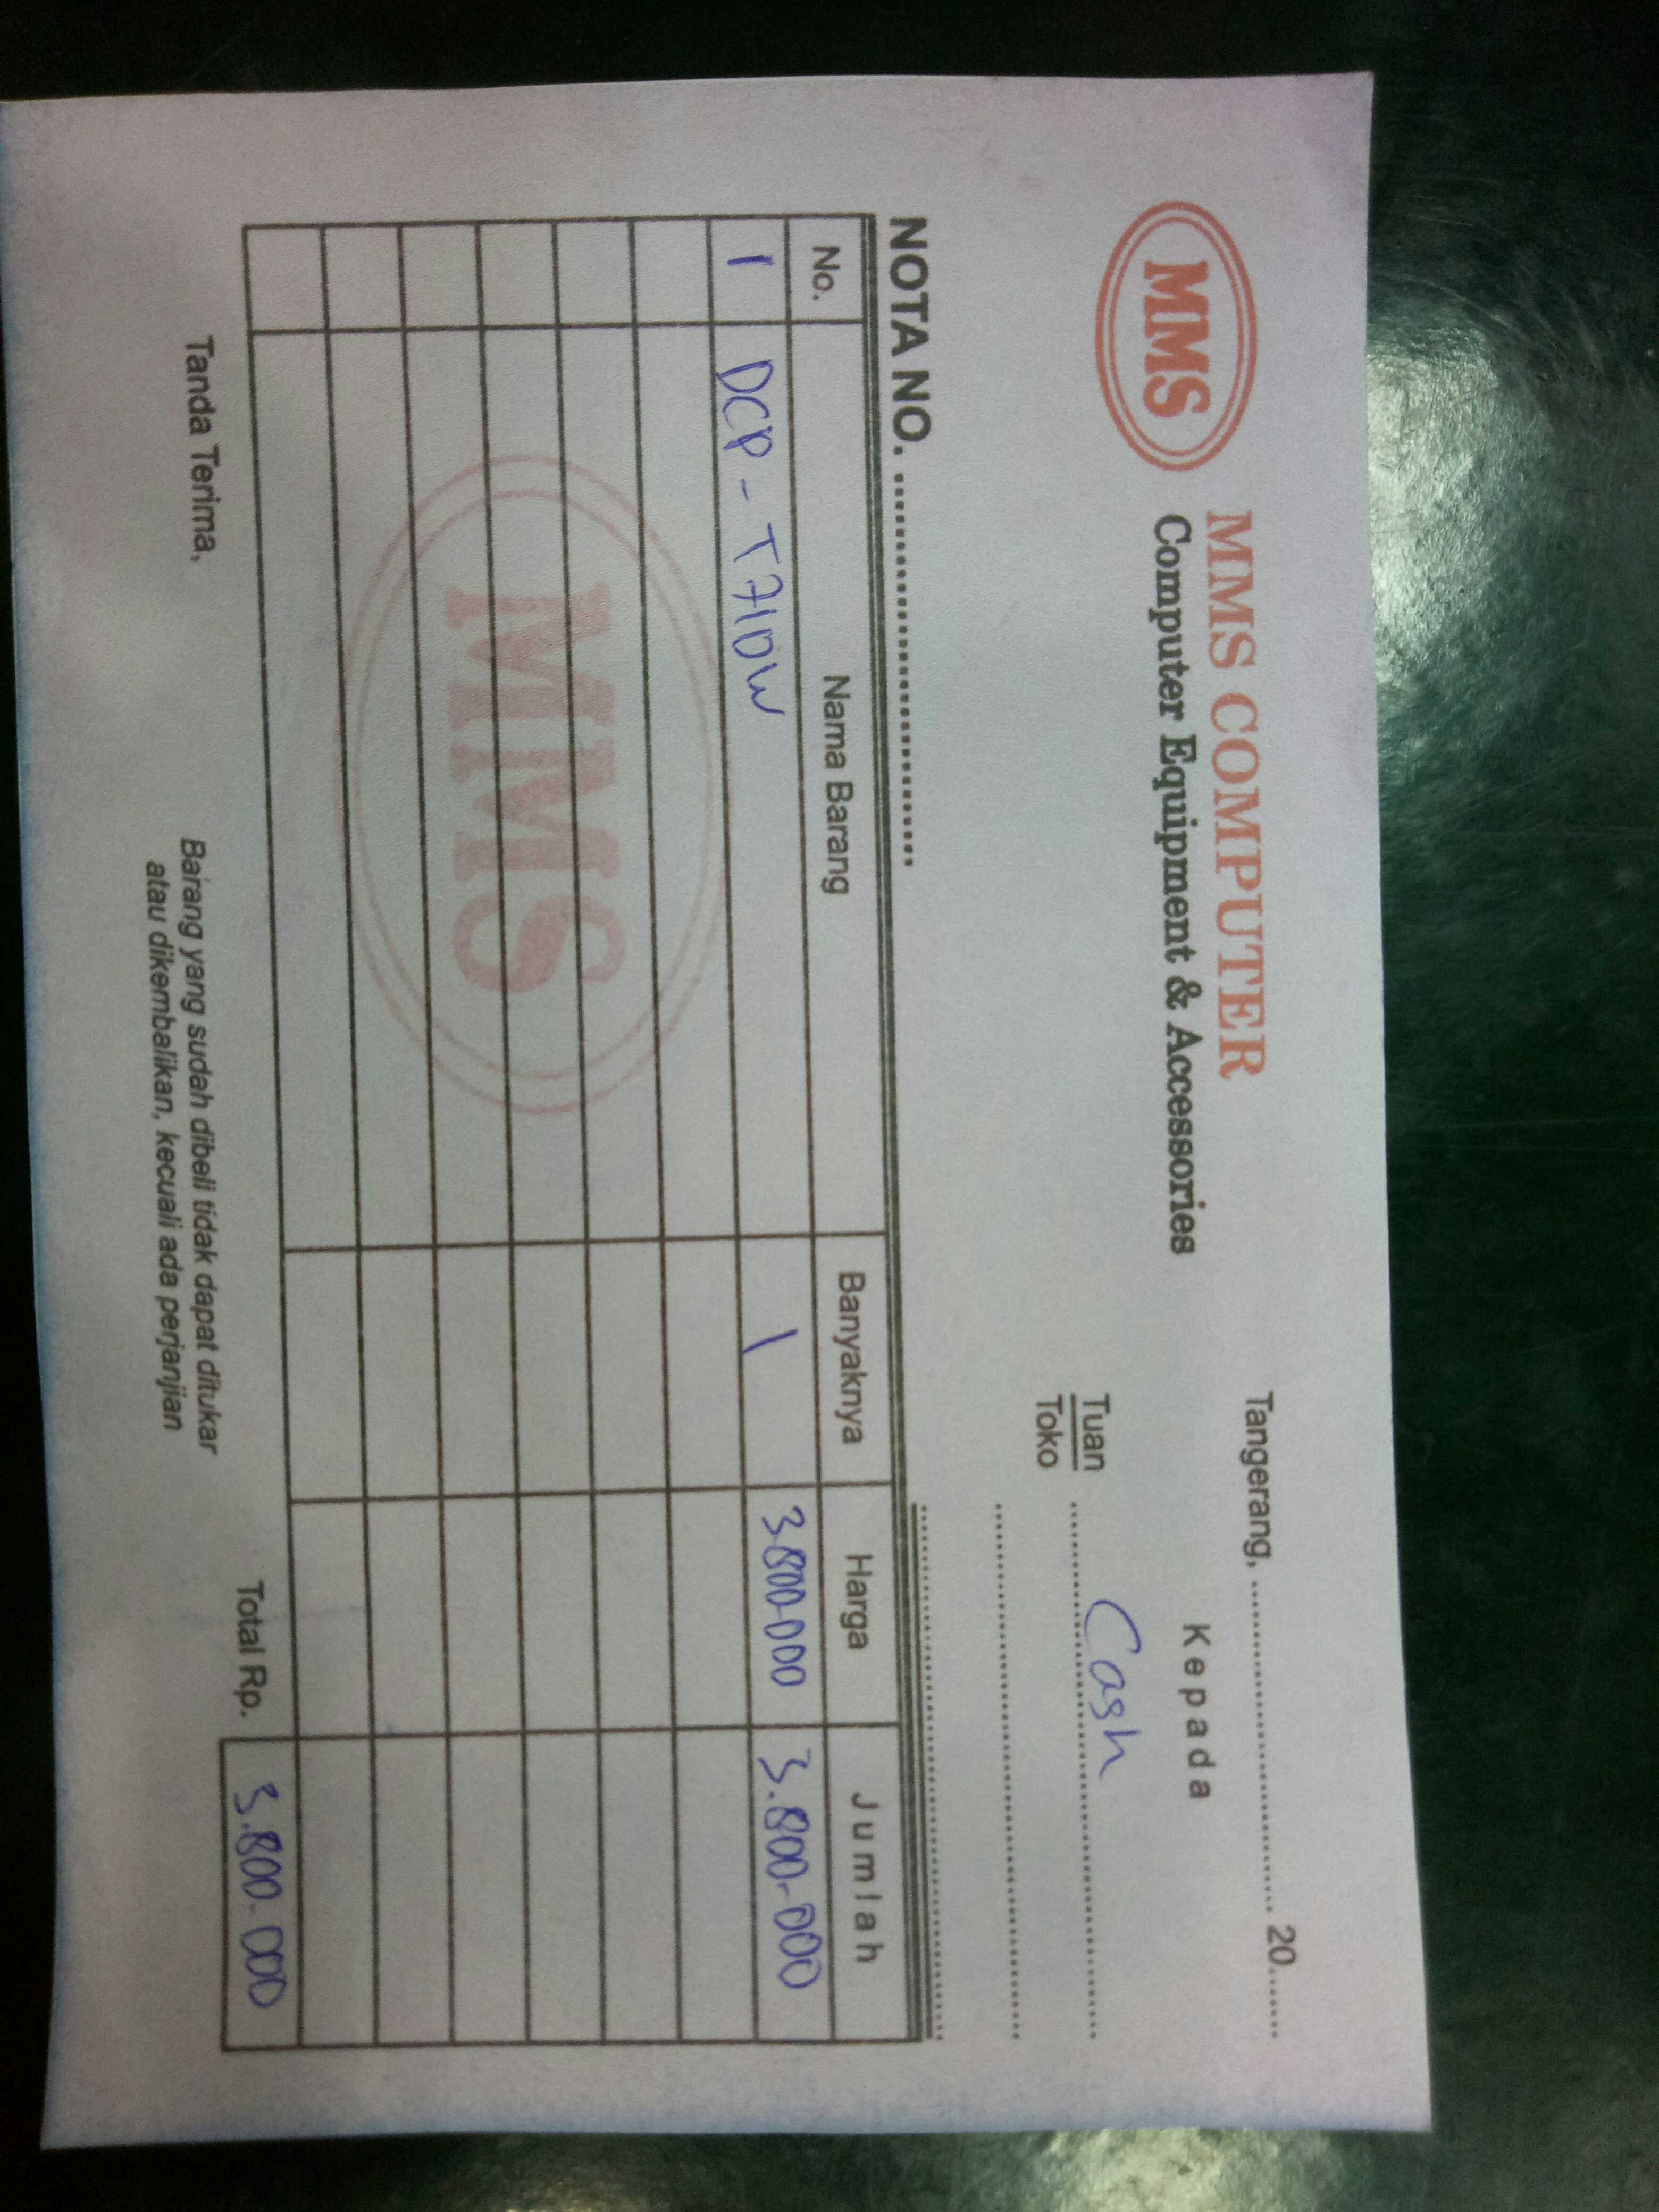 MMS
MMS COMPUTER
Computer Equipment & Accessories
Tangerang, .................................... 20.......
Kepada
Tuan
Toko
Cash
NOTA NO. ........................................
No. Nama Barang Banyaknya Harga Jumlah
1 DCP - T710W 1 3.800.000 3.800.000
MMS
Total Rp. 3.800.000
Tanda Terima,
Barang yang sudah dibeli tidak dapat ditukar
atau dikembalikan, kecuali ada perjanjian